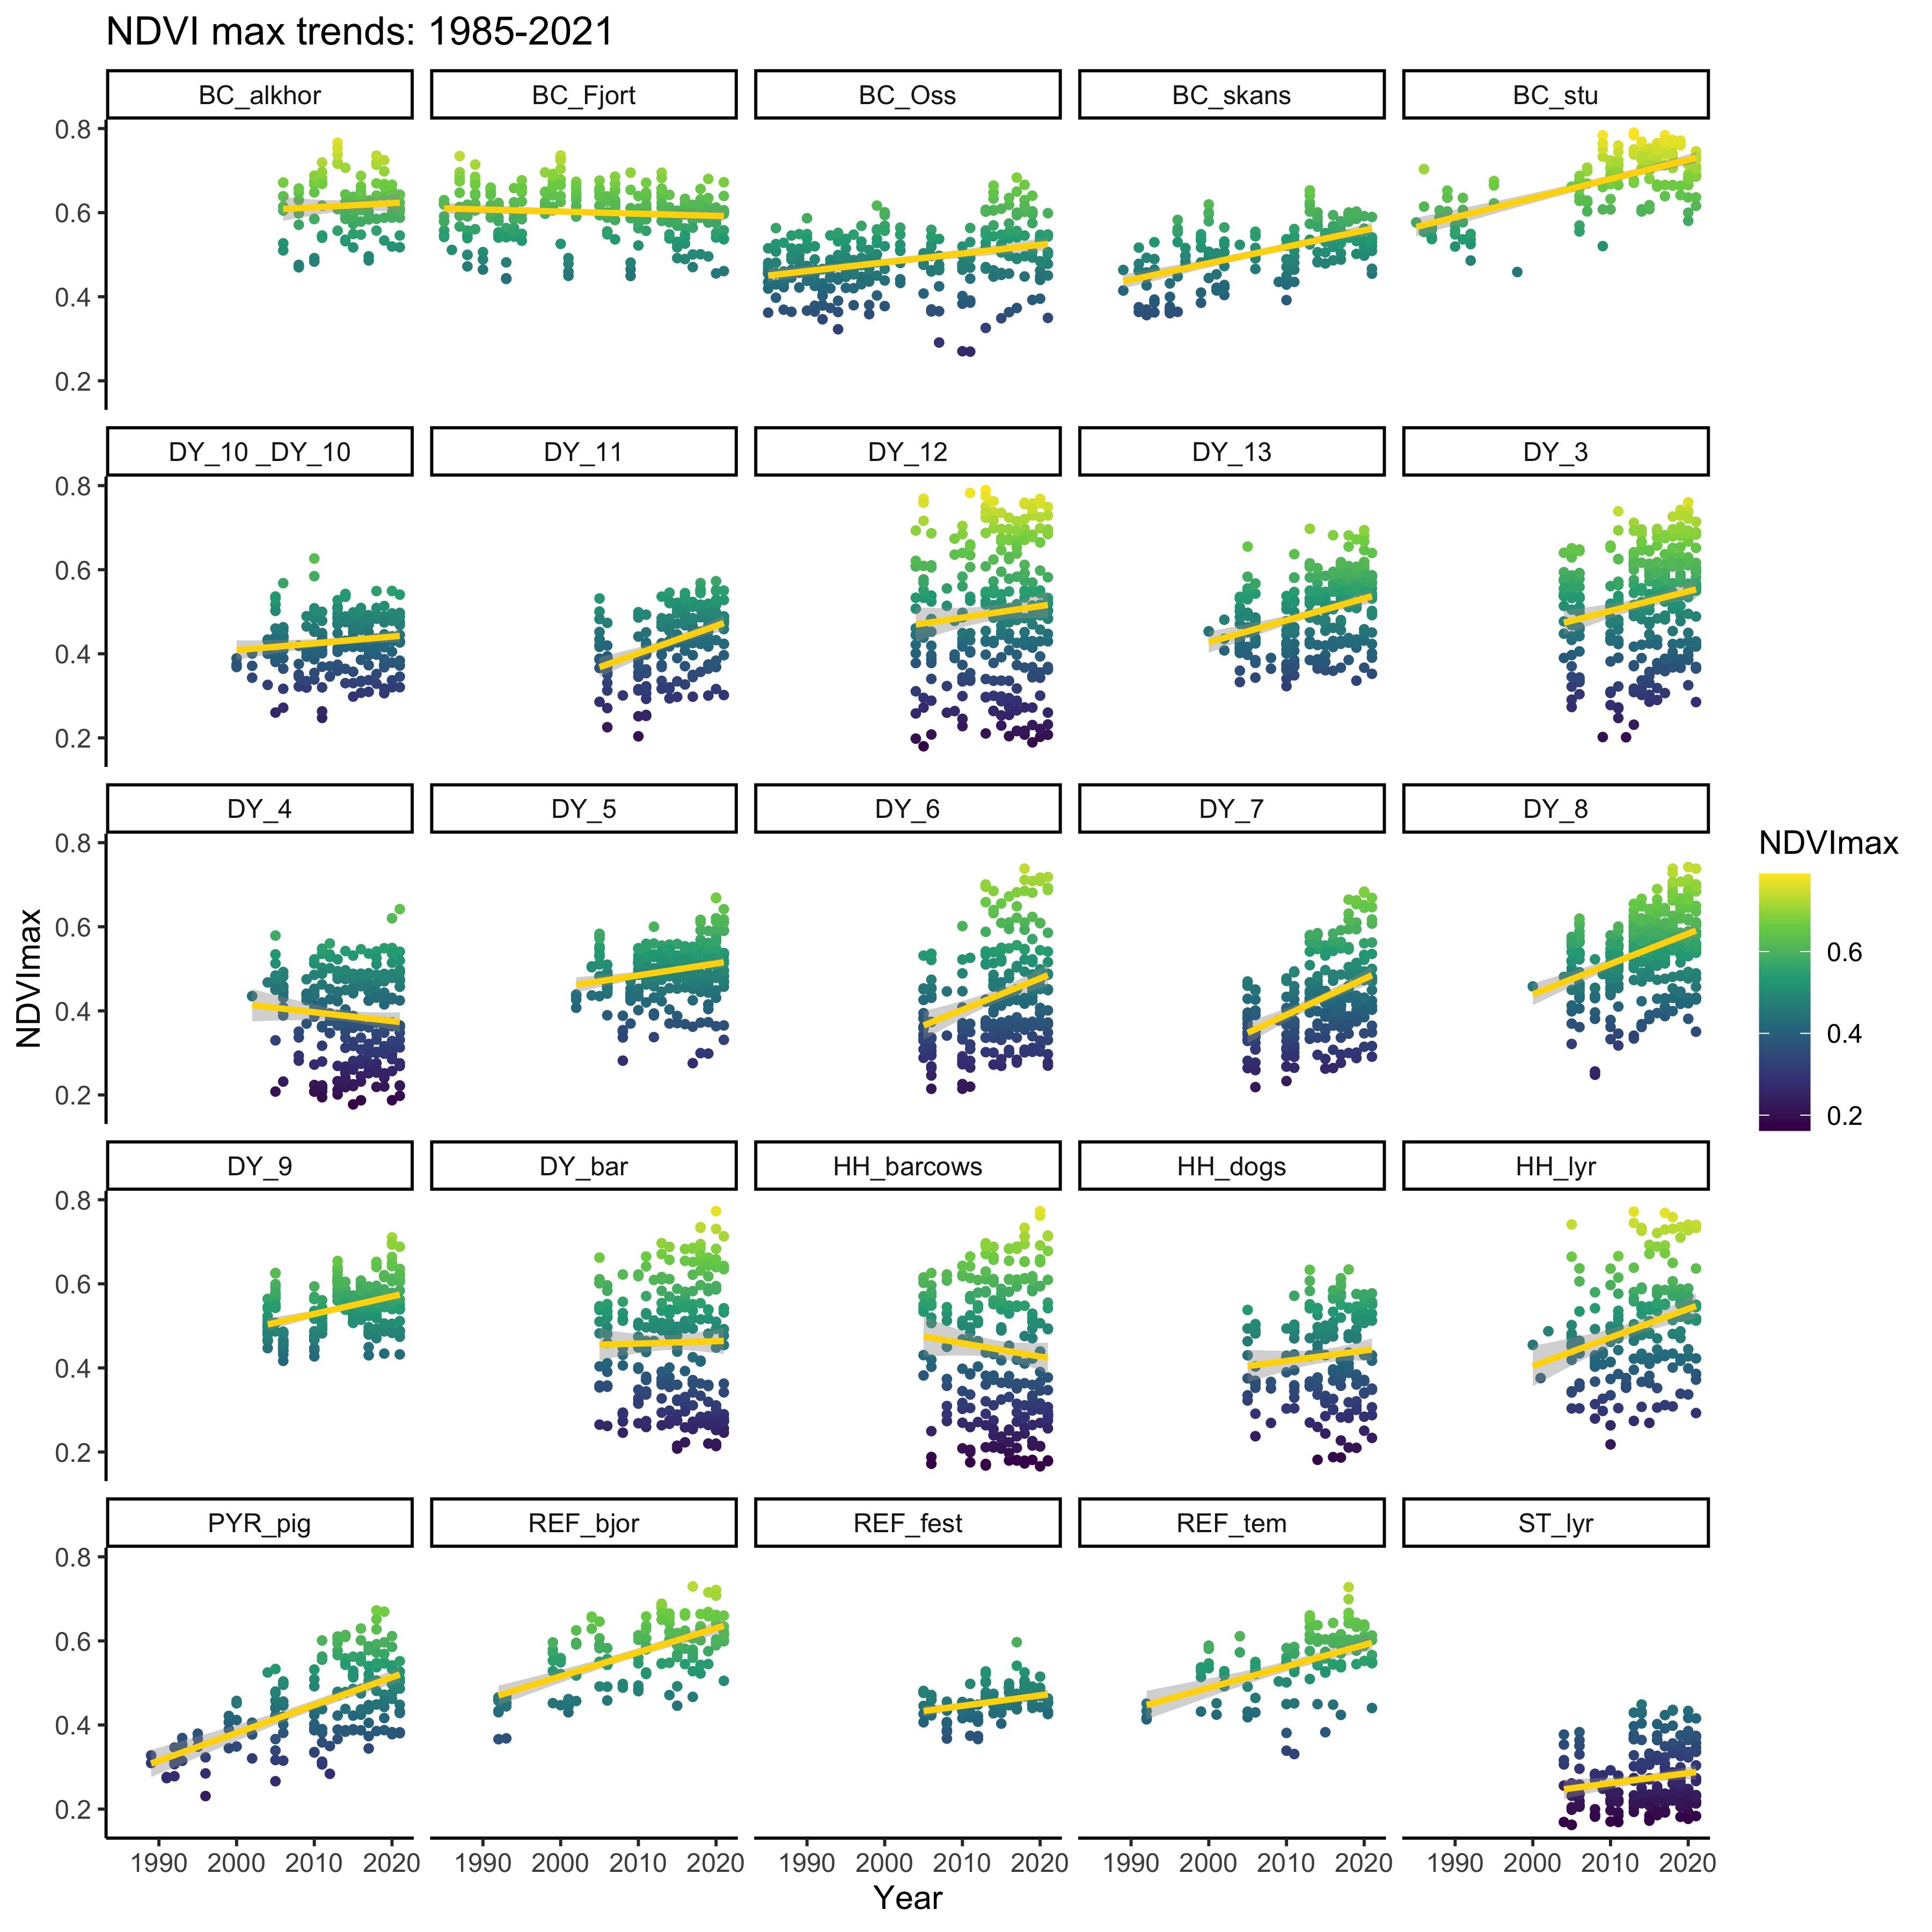 NDVI max trends: 1985-2021
BC_alkhor BC_Fjort BC_Oss BC_skans BC_stu
0.8
0.6
0.4
0.2
DY_10 _DY_10 DY_11 DY_12 DY_13 DY_3
0.8
0.6
0.4
0.2
DY_4 DY_5 DY_6 DY_7 DY_8
0.8
0.6
0.4
0.2
DY_9 DY_bar HH_barcows HH_dogs HH_lyr
0.8
0.6
0.4
0.2
PYR_pig REF_bjor REF_fest REF_tem ST_lyr
0.8
0.6
0.4
0.2
1990 2000 2010 2020 1990 2000 2010 2020 1990 2000 2010 2020 1990 2000 2010 2020 1990 2000 2010 2020
Year
NDVImax
NDVImax
0.6
0.4
0.2